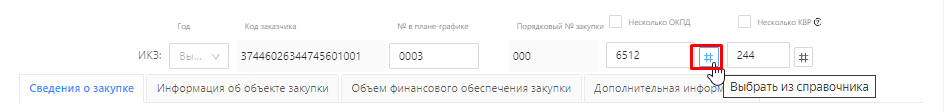 Год Код заказчика № в плане-графике Порядковый № закупки Несколько ОКПД Несколько КВР ?
ИКЗ: Вы... 37446026344745601001 0003 000 6512 # 244 #
Сведения о закупке Информация об объекте закупки Объем финансового обеспечения закупки Дополнительная информ Выбрать из справочника